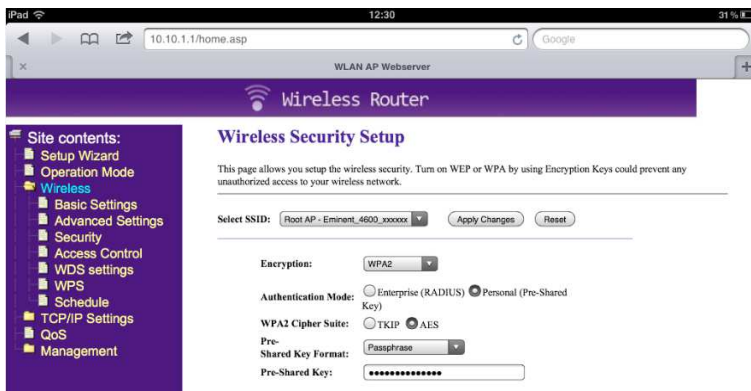 iPad
12:30
31 %
10.10.1.1/home.asp
Google
WLAN AP Webserver
Wireless Router
Site contents:
Setup Wizard
Operation Mode
Wireless
Basic Settings
Advanced Settings
Security
Access Control
WDS settings
WPS
Schedule
TCP/IP Settings
QoS
Management
Wireless Security Setup
This page allows you setup the wireless security. Turn on WEP or WPA by using Encryption Keys could prevent any
unauthorized access to your wireless network.
Select SSID: Root AP - Eminent_4600_xxxxxx Apply Changes Reset
Encryption: WPA2
Authentication Mode: Enterprise (RADIUS) Personal (Pre-Shared
Key)
WPA2 Cipher Suite: TKIP AES
Pre-
Shared Key Format: Passphrase
Pre-Shared Key: ••••••••••••••